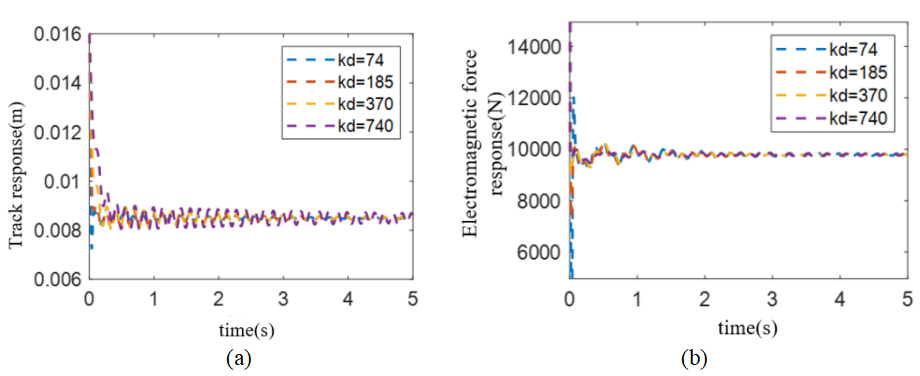 0.016
0.014
0.012
0.01
0.008
0.006
Track response(m)
kd=74
kd=185
kd=370
kd=740
0
1
2
3
4
5
time(s)
(a)
14000
12000
10000
8000
6000
Electromagnetic force
response(N)
kd=74
kd=185
kd=370
kd=740
0
1
2
3
4
5
time(s)
(b)